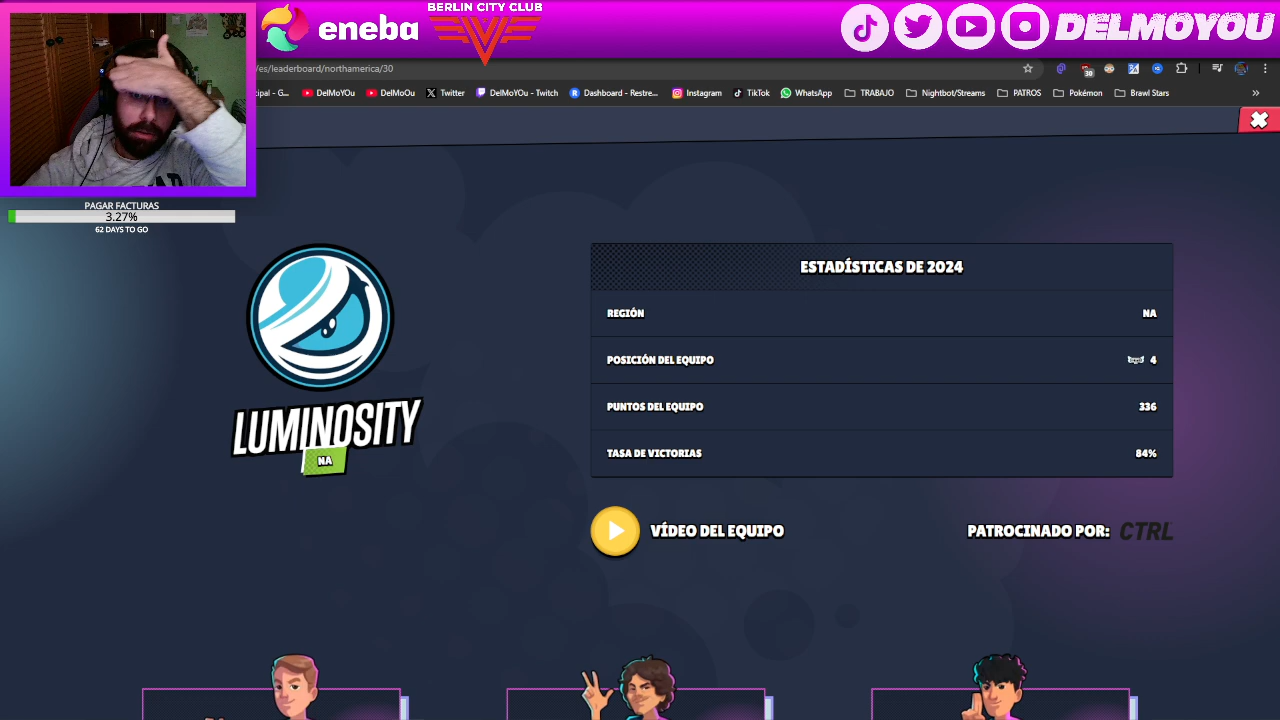 eneba
BERLIN CITY CLUB
DELMOYOU
/es/leaderboard/northamerica/30
30
cipal - G...
DelMoYOu
DelMoOu
Twitter
DelMoYOu - Twitch
Dashboard - Restre...
Instagram
TikTok
WhatsApp
TRABAJO
Nightbot/Streams
PATROS
Pokémon
Brawl Stars
»
PAGAR FACTURAS
3.27%
62 DAYS TO GO
LUMINOSITY
NA
ESTADÍSTICAS DE 2024
REGIÓN NA
POSICIÓN DEL EQUIPO 4
PUNTOS DEL EQUIPO 336
TASA DE VICTORIAS 84%
VÍDEO DEL EQUIPO
PATROCINADO POR: CTRL